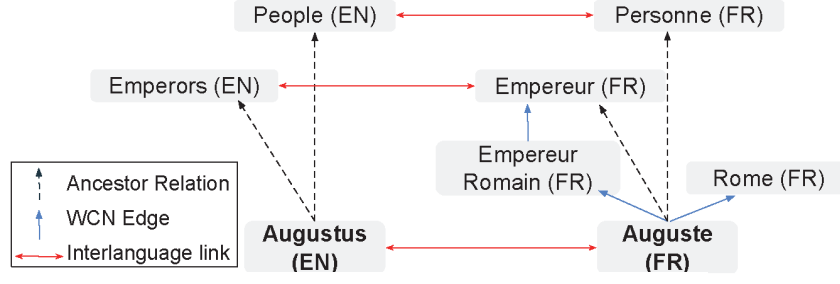 People (EN)
Personne (FR)
Emperors (EN)
Empereur (FR)
Empereur
Romain (FR)
Rome (FR)
Ancestor Relation
WCN Edge
Interlanguage link
Augustus
(EN)
Auguste
(FR)